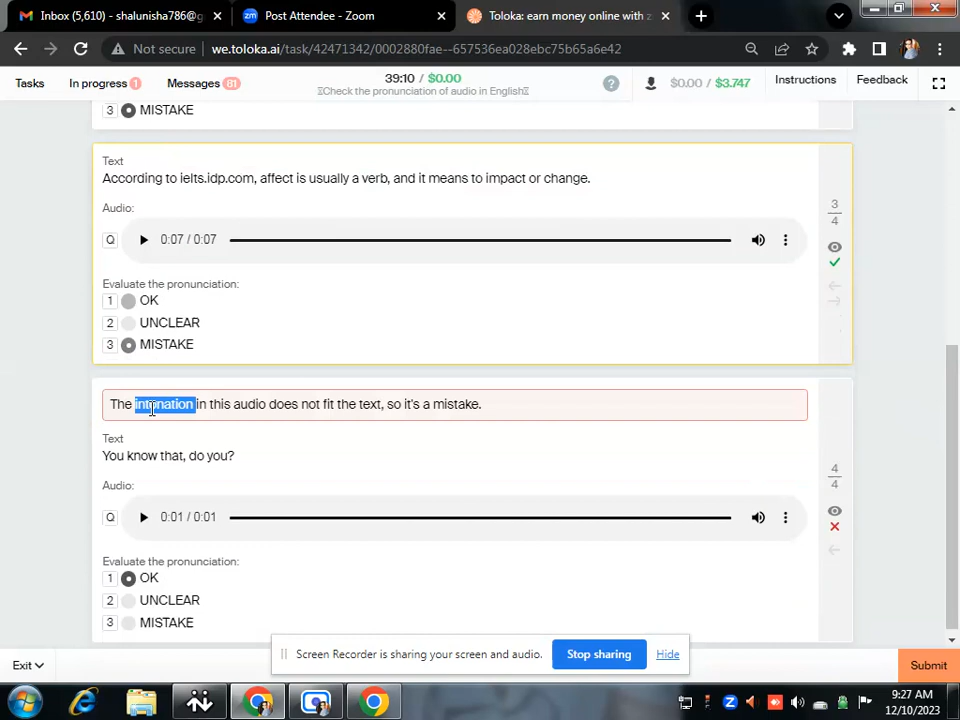 Inbox (5,610) - shalunisha786@g
Post Attendee - Zoom
Toloka: earn money online with
Not secure we.toloka.ai/task/42471342/0002880fae--657536ea028ebc75b65a6e42
Tasks In progress 1 Messages 81 39:10 / $0.00 $0.00 / $3.747 Instructions Feedback
Check the pronunciation of audio in English
3 MISTAKE
Text
According to ielts.idp.com, affect is usually a verb, and it means to impact or change.
Audio:
Q 0:07 / 0:07
3
4
Evaluate the pronunciation:
1 OK
2 UNCLEAR
3 MISTAKE
The intonation in this audio does not fit the text, so it's a mistake.
Text
You know that, do you?
Audio:
Q 0:01 / 0:01
4
4
Evaluate the pronunciation:
1 OK
2 UNCLEAR
3 MISTAKE
Screen Recorder is sharing your screen and audio. Stop sharing Hide
Exit Submit
9:27 AM
12/10/2023